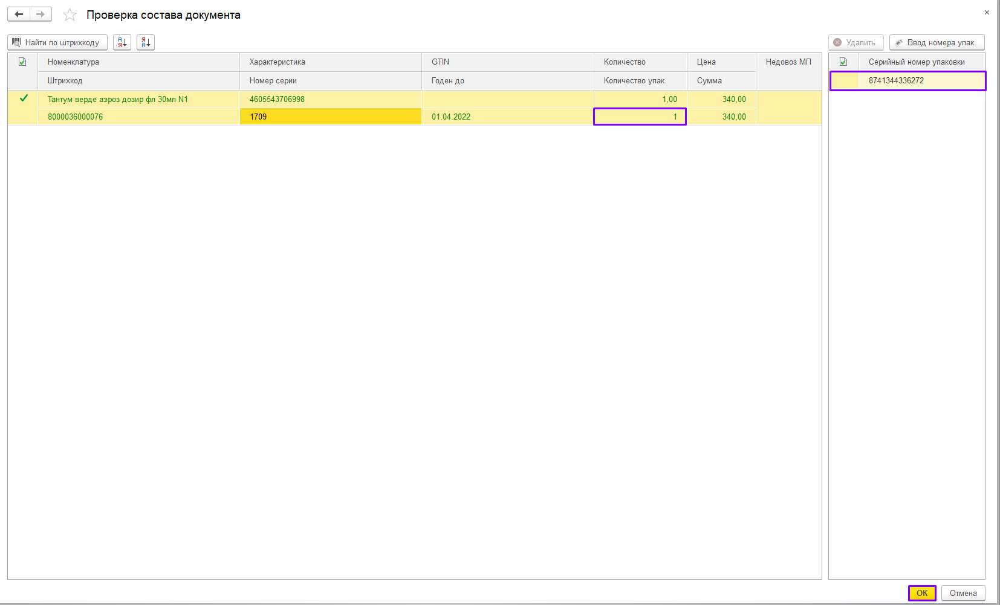 Проверка состава документа
×
Найти по штрихкоду
Удалить Ввод номера упак.
Номенклатура Характеристика GTIN Количество Цена Недовоз МП
Штрихкод Номер серии Годен до Количество упак. Сумма
Тантум верде аэроз дозир фл 30мл N1 4605543706998 1,00 340,00
8000036000076 1709 01.04.2022 1 340,00
Серийный номер упаковки
8741344336272
ОК Отмена